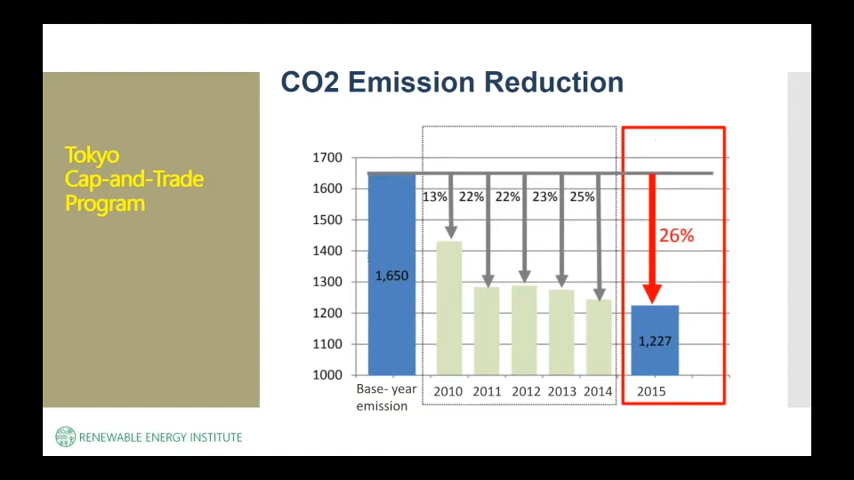 CO2 Emission Reduction
Tokyo
Cap-and-Trade
Program
1700
1600
1500
1400
1300
1200
1100
1000
13% 22% 22% 23% 25%
26%
1,650
1,227
Base- year
emission
2010 2011 2012 2013 2014 2015
RENEWABLE ENERGY INSTITUTE